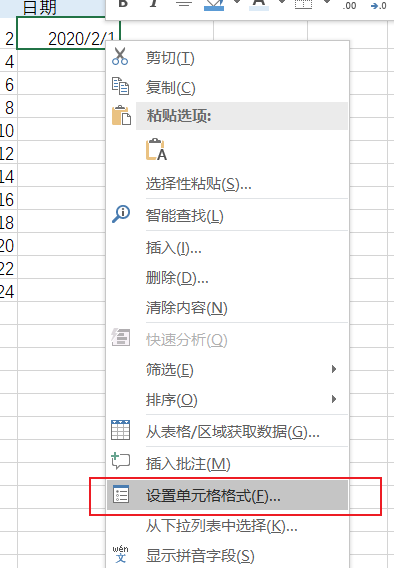 日期
B I .00 .0
2 2020/2/1
剪切(T)
4
复制(C)
6
粘贴选项:
8
10
A
12
选择性粘贴(S)...
14
智能查找(L)
16
插入(I)...
18
删除(D)...
20
清除内容(N)
22
24
快速分析(Q)
筛选(E)
排序(O)
从表格/区域获取数据(G)...
插入批注(M)
设置单元格格式(F)...
从下拉列表中选择(K)...
wén
文
显示拼音字段(S)